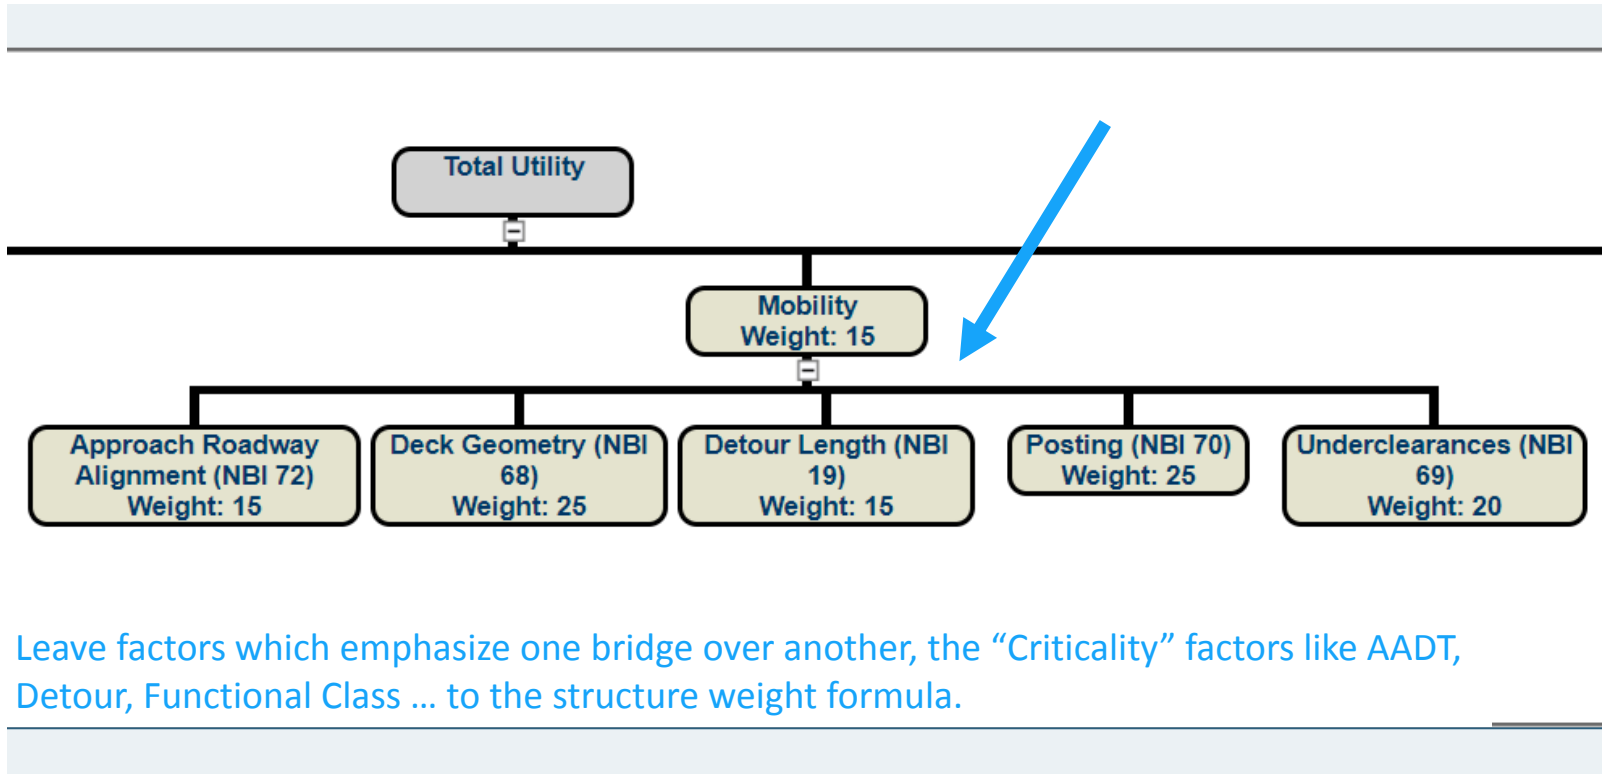 Total Utility
Mobility
Weight: 15
Approach Roadway
Alignment (NBI 72)
Weight: 15
Deck Geometry (NBI
68)
Weight: 25
Detour Length (NBI
19)
Weight: 15
Posting (NBI 70)
Weight: 25
Underclearances (NBI
69)
Weight: 20
Leave factors which emphasize one bridge over another, the “Criticality” factors like AADT,
Detour, Functional Class … to the structure weight formula.